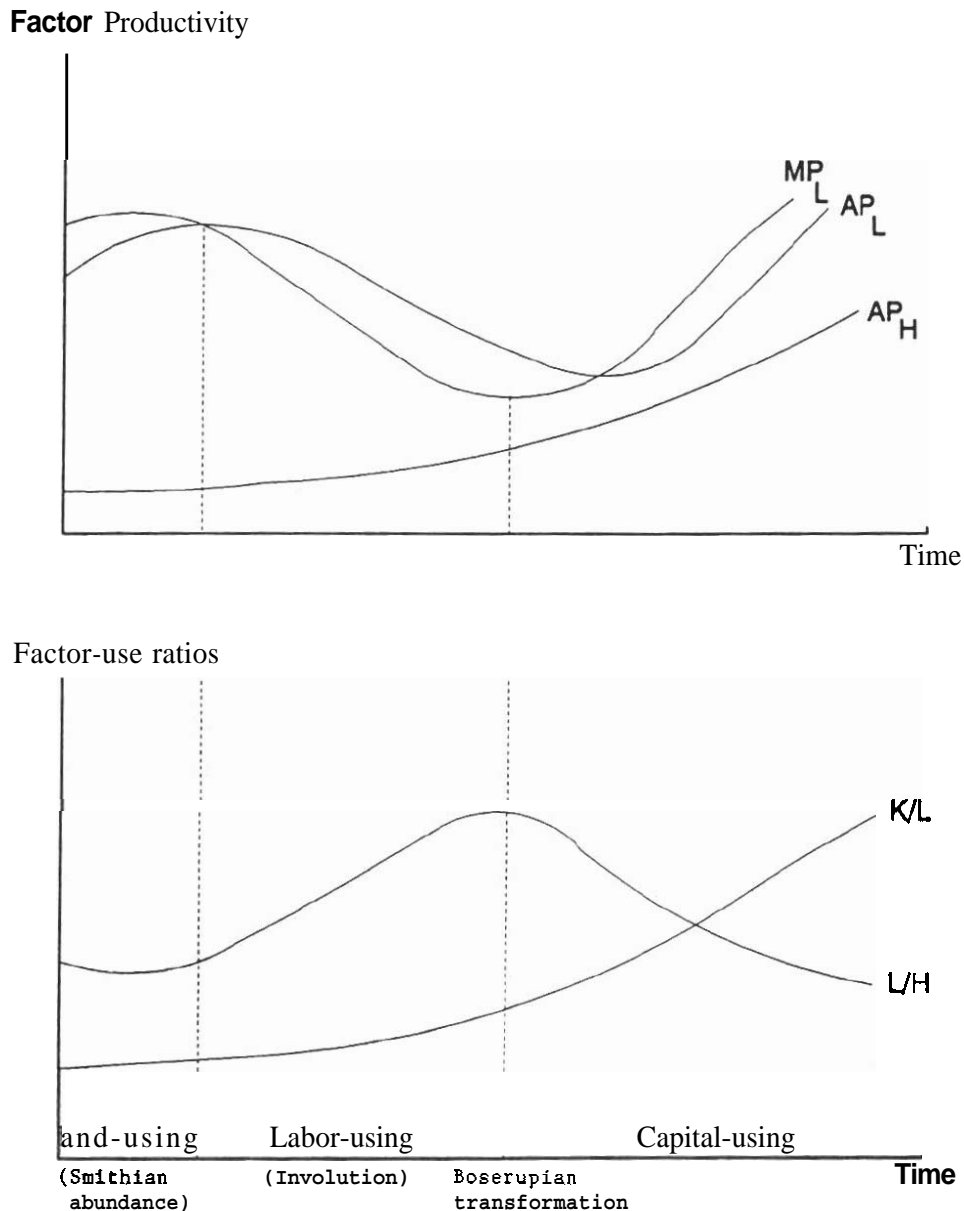 Factor Productivity
MP
L
AP
L
AP
H
Time
Factor-use ratios
K/L
L/H
and-using Labor-using Capital-using
(Smithian (Involution) Boserupian Time
abundance) transformation